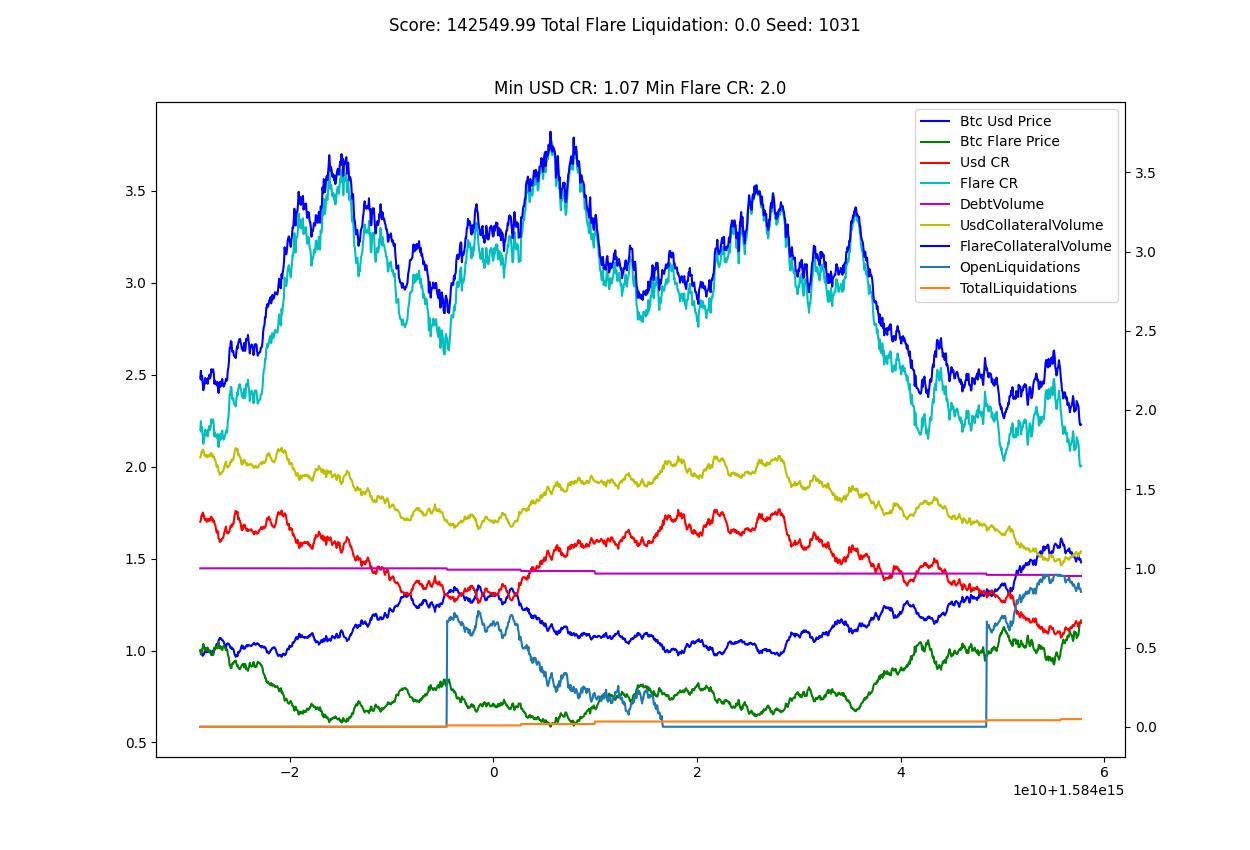 Score: 142549.99 Total Flare Liquidation: 0.0 Seed: 1031
Min USD CR: 1.07 Min Flare CR: 2.0
Btc Usd Price
Btc Flare Price
Usd CR
Flare CR
DebtVolume
UsdCollateralVolume
FlareCollateralVolume
OpenLiquidations
TotalLiquidations
3.5
3.0
2.5
2.0
1.5
1.0
0.5
3.5
3.0
2.5
2.0
1.5
1.0
0.5
0.0
−2
0
2
4
6
1e10+1.584e15